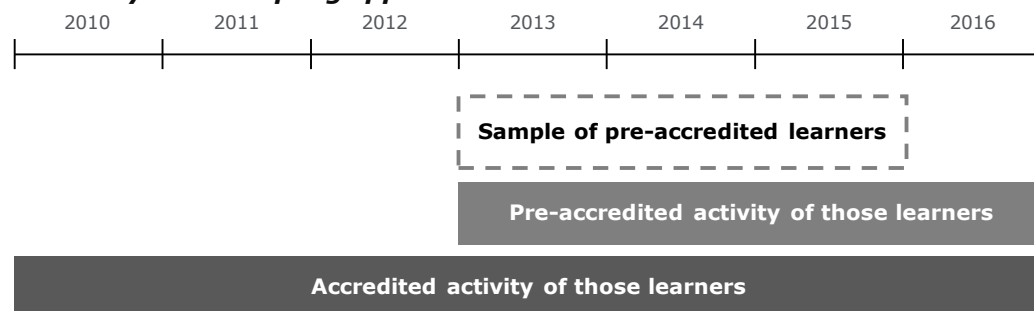 2010 2011 2012 2013 2014 2015 2016
Sample of pre-accredited learners
Pre-accredited activity of those learners
Accredited activity of those learners